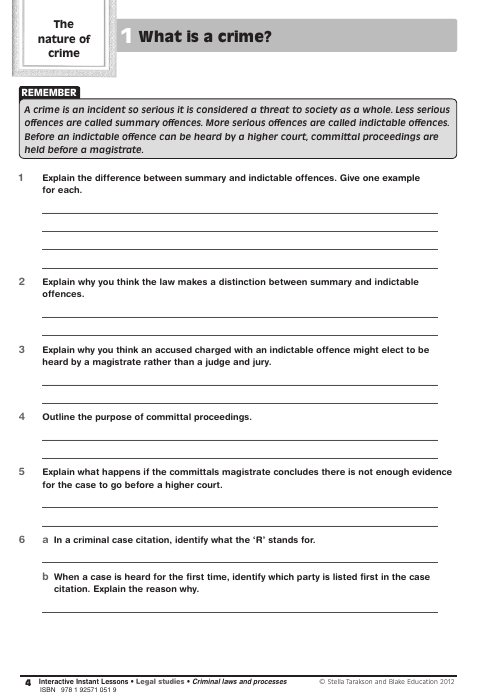 The
nature of
crime
1 What is a crime?
REMEMBER
A crime is an incident so serious it is considered a threat to society as a whole. Less serious
offences are called summary offences. More serious offences are called indictable offences.
Before an indictable offence can be heard by a higher court, committal proceedings are
held before a magistrate.
1 Explain the difference between summary and indictable offences. Give one example
for each.
2 Explain why you think the law makes a distinction between summary and indictable
offences.
3 Explain why you think an accused charged with an indictable offence might elect to be
heard by a magistrate rather than a judge and jury.
4 Outline the purpose of committal proceedings.
5 Explain what happens if the committals magistrate concludes there is not enough evidence
for the case to go before a higher court.
6 a In a criminal case citation, identify what the ‘R’ stands for.
b When a case is heard for the first time, identify which party is listed first in the case
citation. Explain the reason why.
4 Interactive Instant Lessons • Legal studies • Criminal laws and processes © Stella Tarakson and Blake Education 2012
ISBN 978 1 92571 051 9